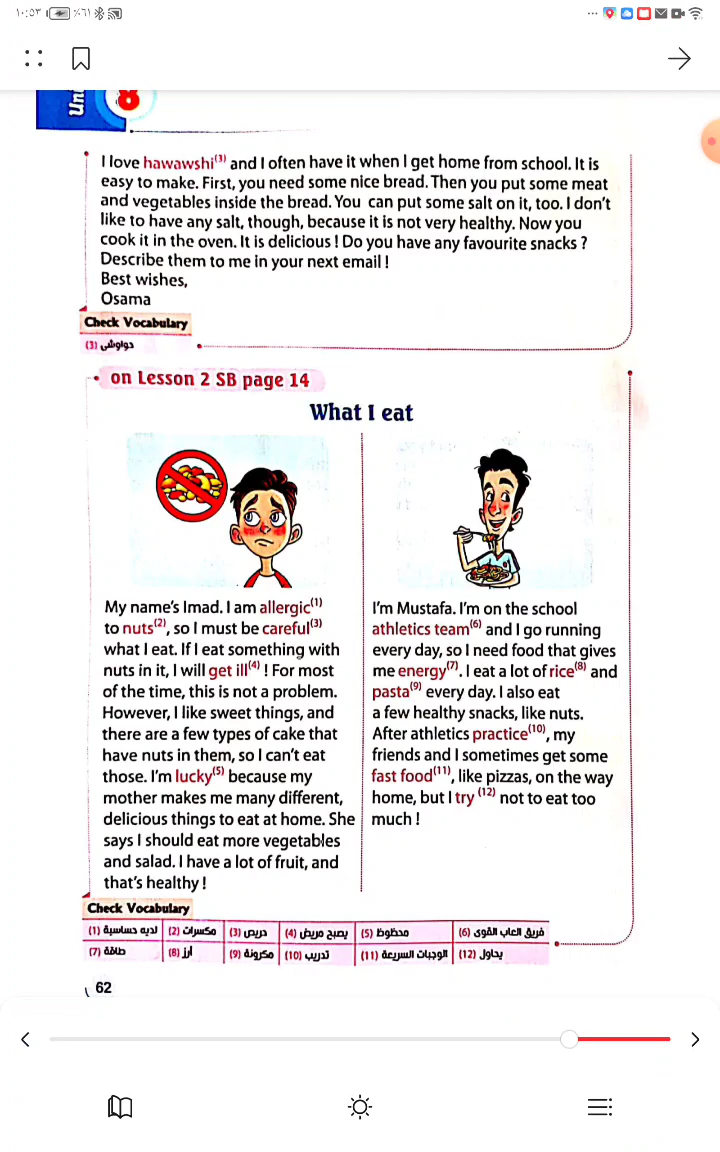 ١٠:٥٣
٪٦١
Unit
8
I love hawawshi(3) and I often have it when I get home from school. It is
easy to make. First, you need some nice bread. Then you put some meat
and vegetables inside the bread. You can put some salt on it, too. I don't
like to have any salt, though, because it is not very healthy. Now you
cook it in the oven. It is delicious ! Do you have any favourite snacks ?
Describe them to me in your next email !
Best wishes,
Osama
Check Vocabulary
(3) حواوشى
• on Lesson 2 SB page 14
What I eat
My name's Imad. I am allergic(1)
to nuts(2), so I must be careful(3)
what I eat. If I eat something with
nuts in it, I will get ill(4) ! For most
of the time, this is not a problem.
However, I like sweet things, and
there are a few types of cake that
have nuts in them, so I can't eat
those. I'm lucky(5) because my
mother makes me many different,
delicious things to eat at home. She
says I should eat more vegetables
and salad. I have a lot of fruit, and
that's healthy !
I'm Mustafa. I'm on the school
athletics team(6) and I go running
every day, so I need food that gives
me energy(7). I eat a lot of rice(8) and
pasta(9) every day. I also eat
a few healthy snacks, like nuts.
After athletics practice(10), my
friends and I sometimes get some
fast food(11), like pizzas, on the way
home, but I try (12) not to eat too
much !
Check Vocabulary
(1) لديه حساسية (2) مكسرات (3) حريص (4) يصبح مريض (5) محظوظ (6) فريق العاب القوى
(7) طاقة (8) أرز (9) مكرونة (10) تدريب (11) الوجبات السريعة (12) يحاول
62